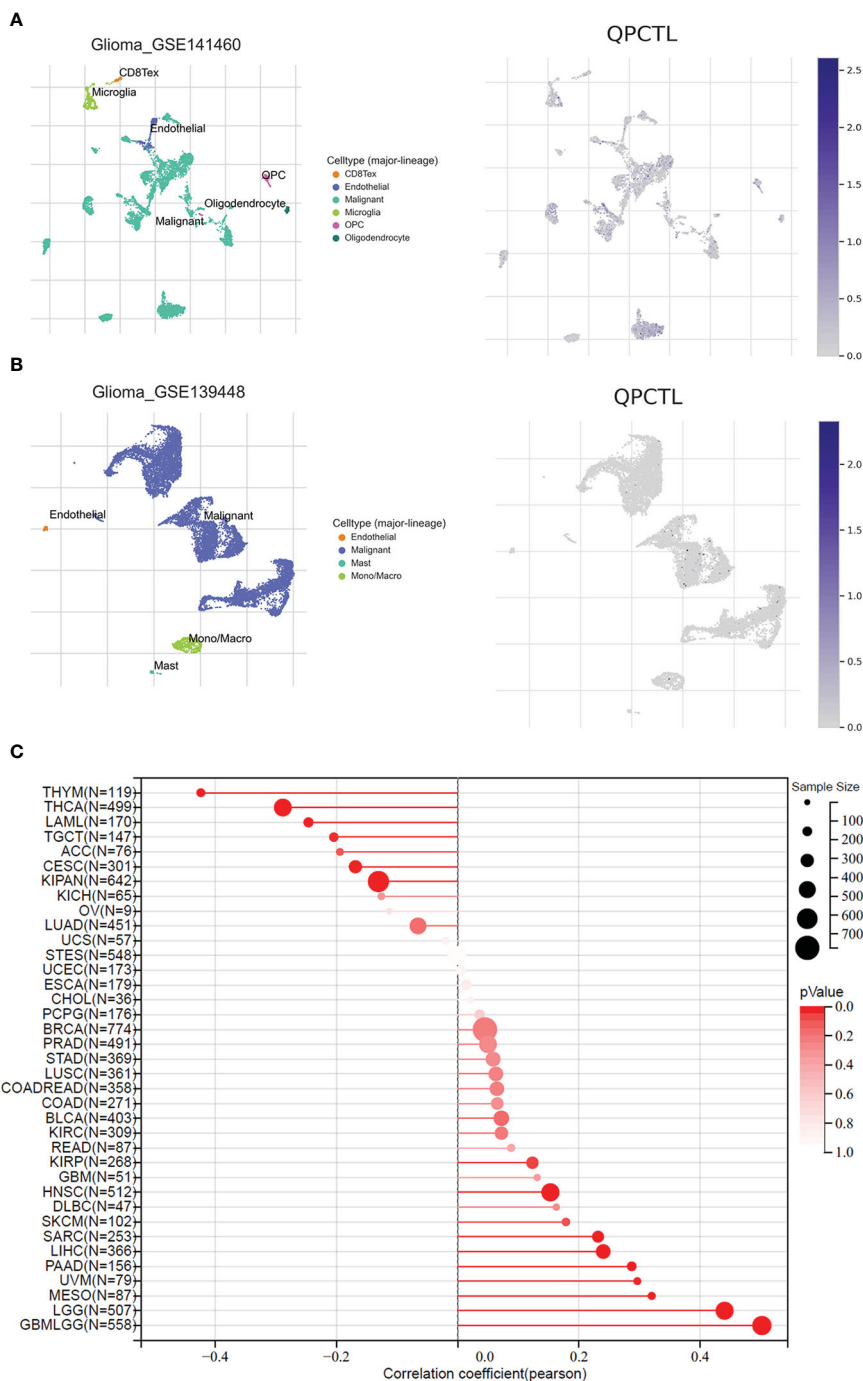 A
Glioma_GSE141460
CD8Tex
Microglia
Endothelial
OPC
Oligodendrocyte
Malignant
Celltype (major-lineage)
CD8Tex
Endothelial
Malignant
Microglia
OPC
Oligodendrocyte
QPCTL
2.5
2.0
1.5
1.0
0.5
0.0
B
Glioma_GSE139448
Endothelial
Malignant
Mono/Macro
Mast
Celltype (major-lineage)
Endothelial
Malignant
Mast
Mono/Macro
QPCTL
2.0
1.5
1.0
0.5
0.0
C
THYM(N=119)
THCA(N=499)
LAML(N=170)
TGCT(N=147)
ACC(N=76)
CESC(N=301)
KIPAN(N=642)
KICH(N=65)
OV(N=9)
LUAD(N=451)
UCS(N=57)
STES(N=548)
UCEC(N=173)
ESCA(N=179)
CHOL(N=36)
PCPG(N=176)
BRCA(N=774)
PRAD(N=491)
STAD(N=369)
LUSC(N=361)
COADREAD(N=358)
COAD(N=271)
BLCA(N=403)
KIRC(N=309)
READ(N=87)
KIRP(N=268)
GBM(N=51)
HNSC(N=512)
DLBC(N=47)
SKCM(N=102)
SARC(N=253)
LIHC(N=366)
PAAD(N=156)
UVM(N=79)
MESO(N=87)
LGG(N=507)
GBMLGG(N=558)
−0.4 −0.2 0.0 0.2 0.4
Correlation coefficient(pearson)
Sample Size
100
200
300
400
500
600
700
pValue
0.0
0.2
0.4
0.6
0.8
1.0